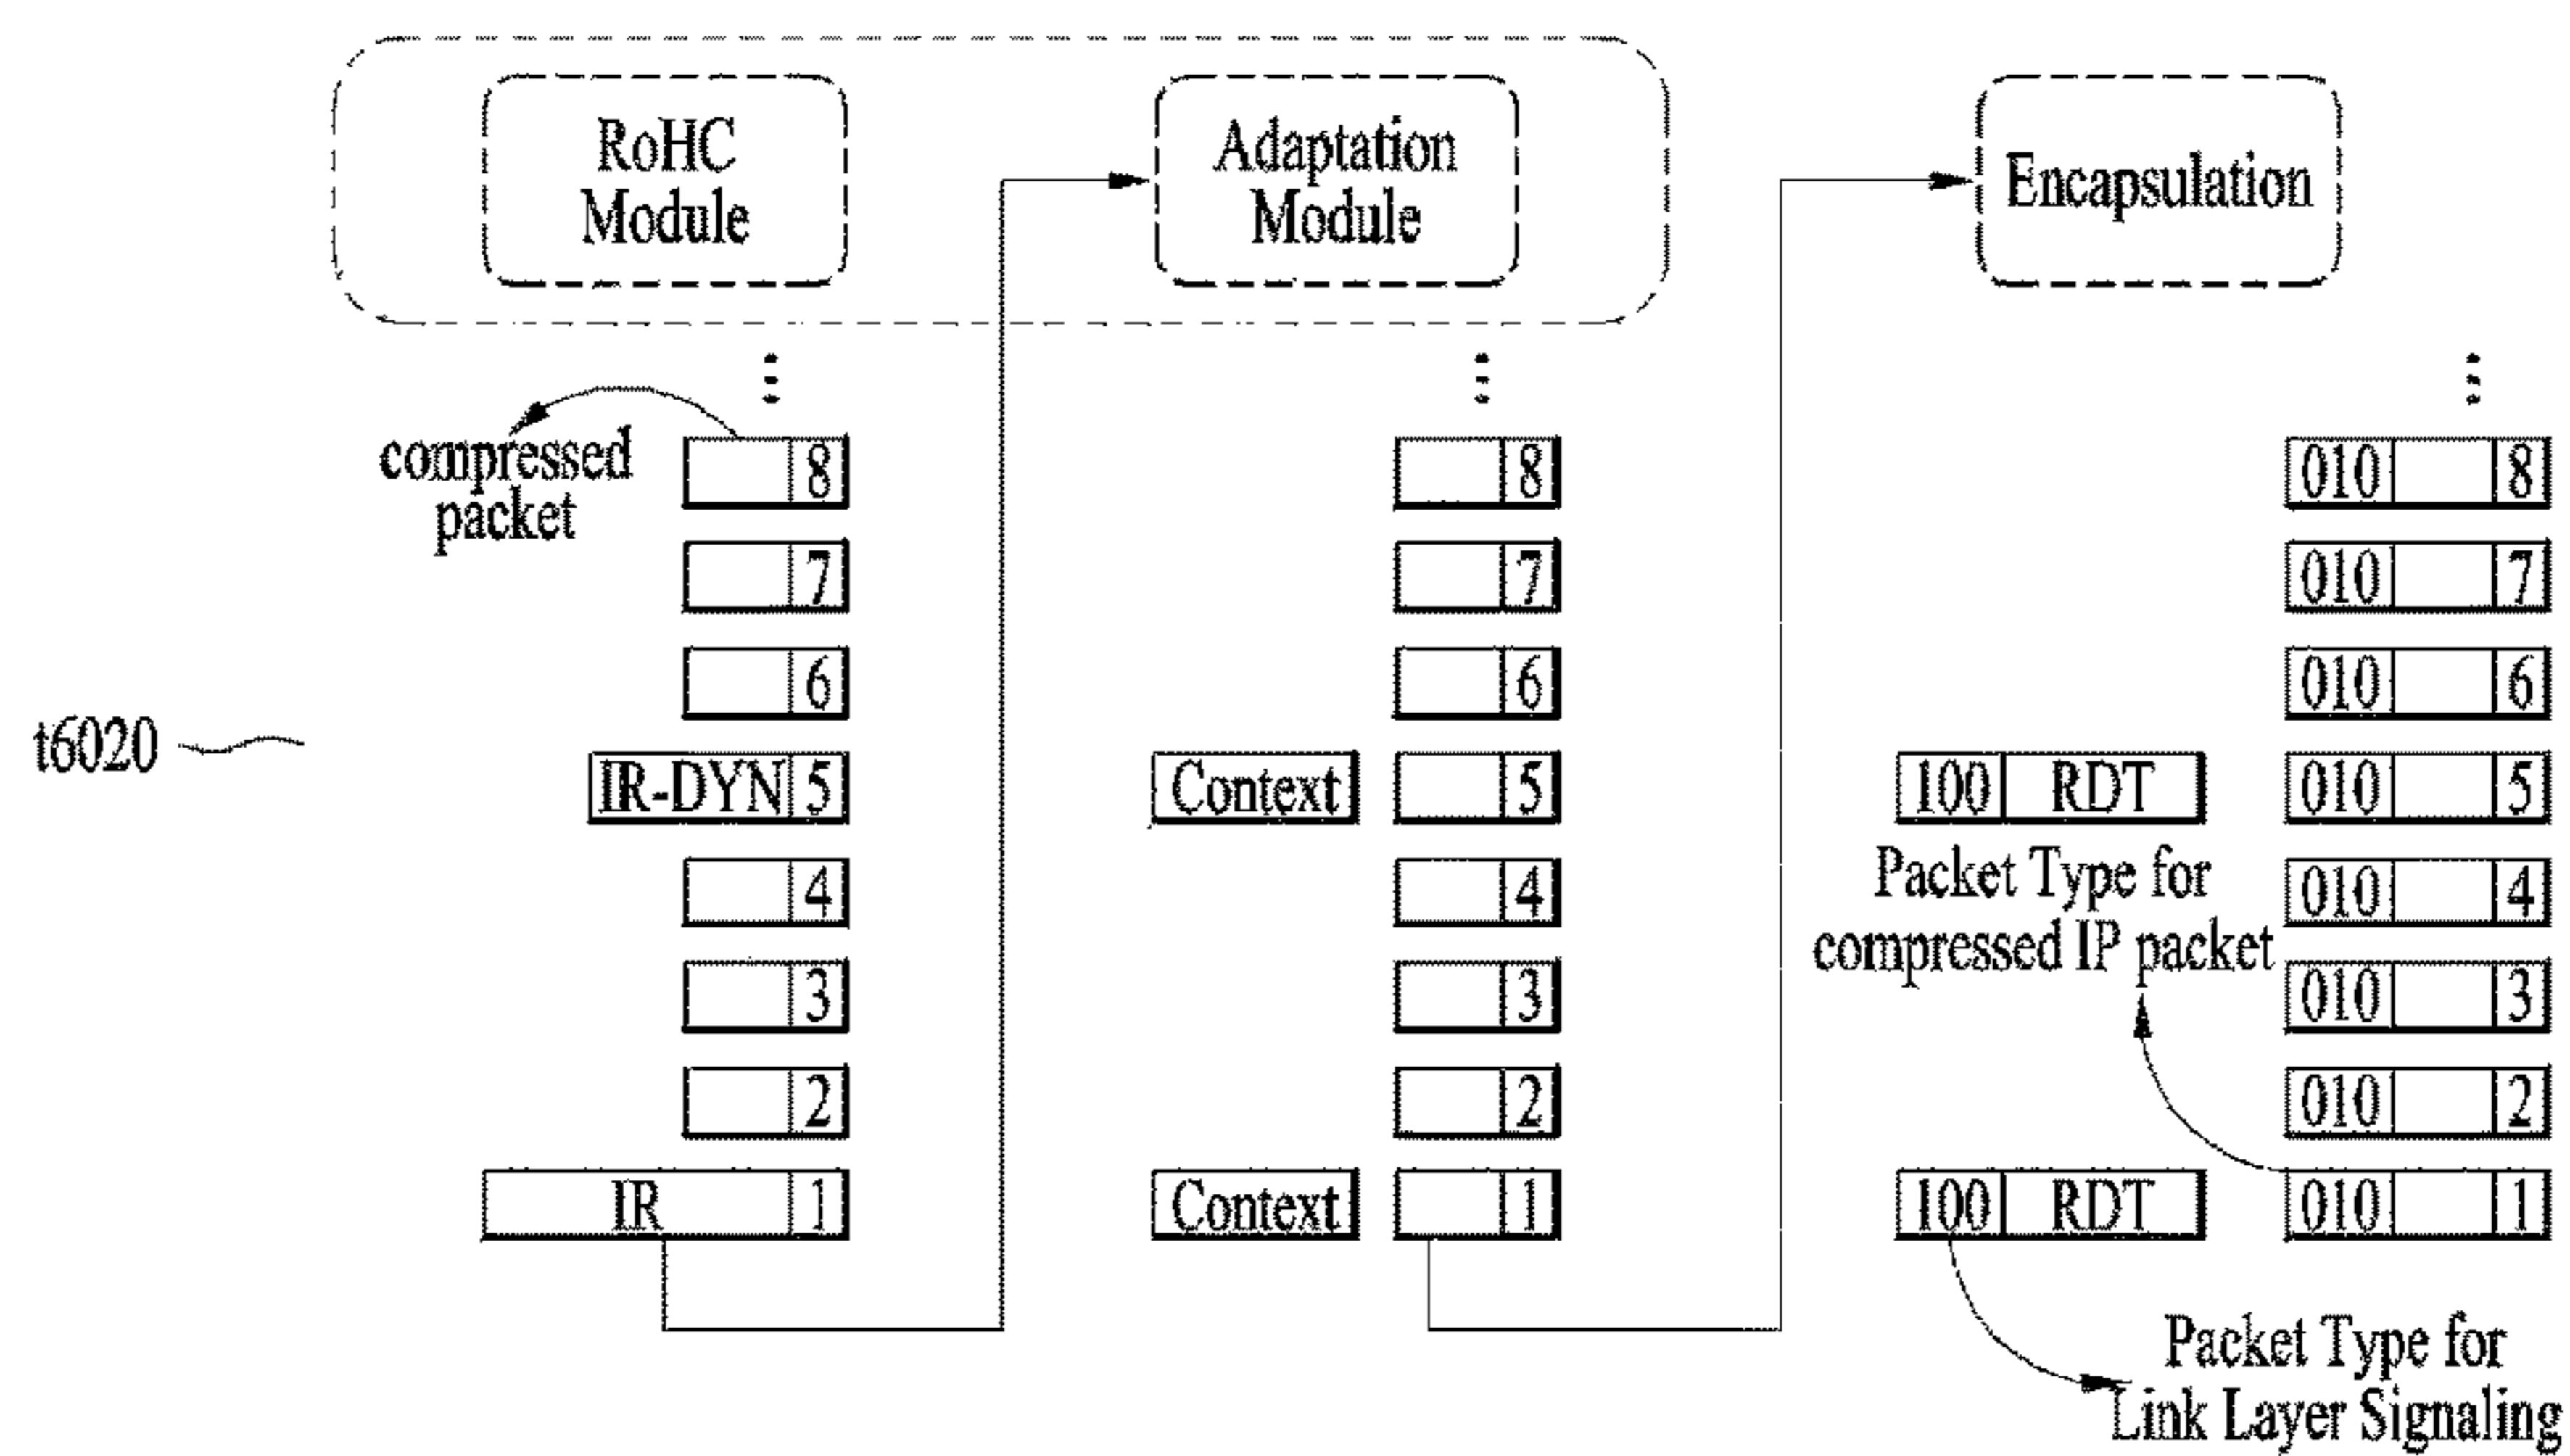 RoHC
Module
Adaptation
Module
Encapsulation
compressed
packet
8
8
010 8
7
7
010 7
6
6
010 6
t6020
IR-DYN 5
Context 5
100 RDT 010 5
4
4
010 4
Packet Type for
compressed IP packet
3
3
010 3
2
2
010 2
IR 1
Context 1
100 RDT 010 1
Packet Type for
Link Layer Signaling